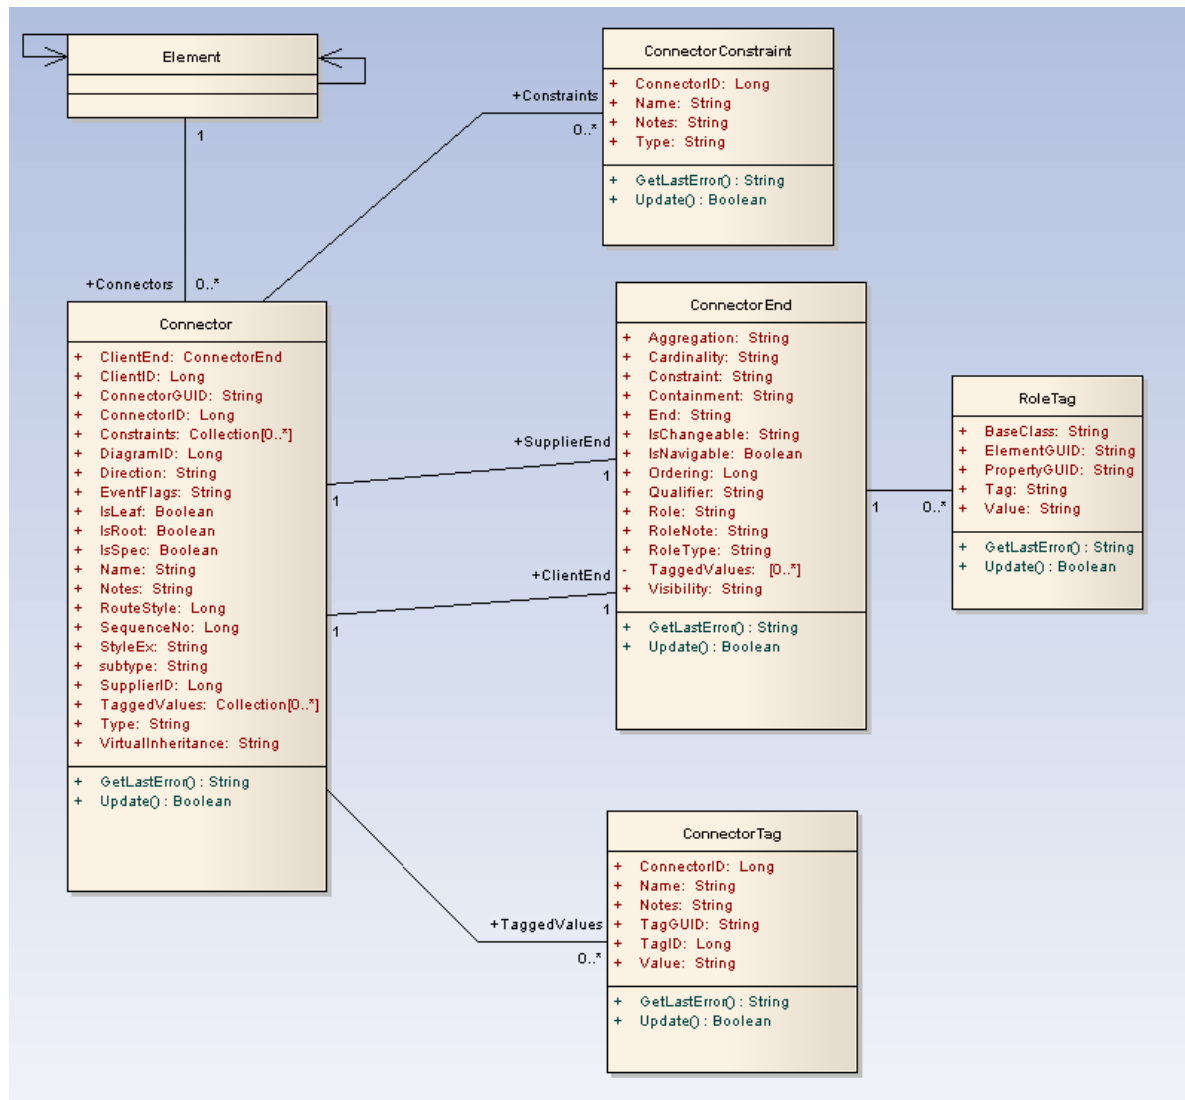 Element
1
+Connectors 0..*
ConnectorConstraint
+ ConnectorID: Long
+ Name: String
+ Notes: String
+ Type: String
+ GetLastError() : String
+ Update() : Boolean
+Constraints
0..*
Connector
+ ClientEnd: ConnectorEnd
+ ClientID: Long
+ ConnectorGUID: String
+ ConnectorID: Long
+ Constraints: Collection[0..*]
+ DiagramID: Long
+ Direction: String
+ EventFlags: String
+ IsLeaf: Boolean
+ IsRoot: Boolean
+ IsSpec: Boolean
+ Name: String
+ Notes: String
+ RouteStyle: Long
+ SequenceNo: Long
+ StyleEx: String
+ subtype: String
+ SupplierID: Long
+ TaggedValues: Collection[0..*]
+ Type: String
+ VirtualInheritance: String
+ GetLastError() : String
+ Update() : Boolean
+SupplierEnd
1
1
+ClientEnd
1
1
ConnectorEnd
+ Aggregation: String
+ Cardinality: String
+ Constraint: String
+ Containment: String
+ End: String
+ IsChangeable: String
+ IsNavigable: Boolean
+ Ordering: Long
+ Qualifier: String
+ Role: String
+ RoleNote: String
+ RoleType: String
- TaggedValues: [0..*]
+ Visibility: String
+ GetLastError() : String
+ Update() : Boolean
1 0..*
RoleTag
+ BaseClass: String
+ ElementGUID: String
+ PropertyGUID: String
+ Tag: String
+ Value: String
+ GetLastError() : String
+ Update() : Boolean
+TaggedValues
0..*
ConnectorTag
+ ConnectorID: Long
+ Name: String
+ Notes: String
+ TagGUID: String
+ TagID: Long
+ Value: String
+ GetLastError() : String
+ Update() : Boolean